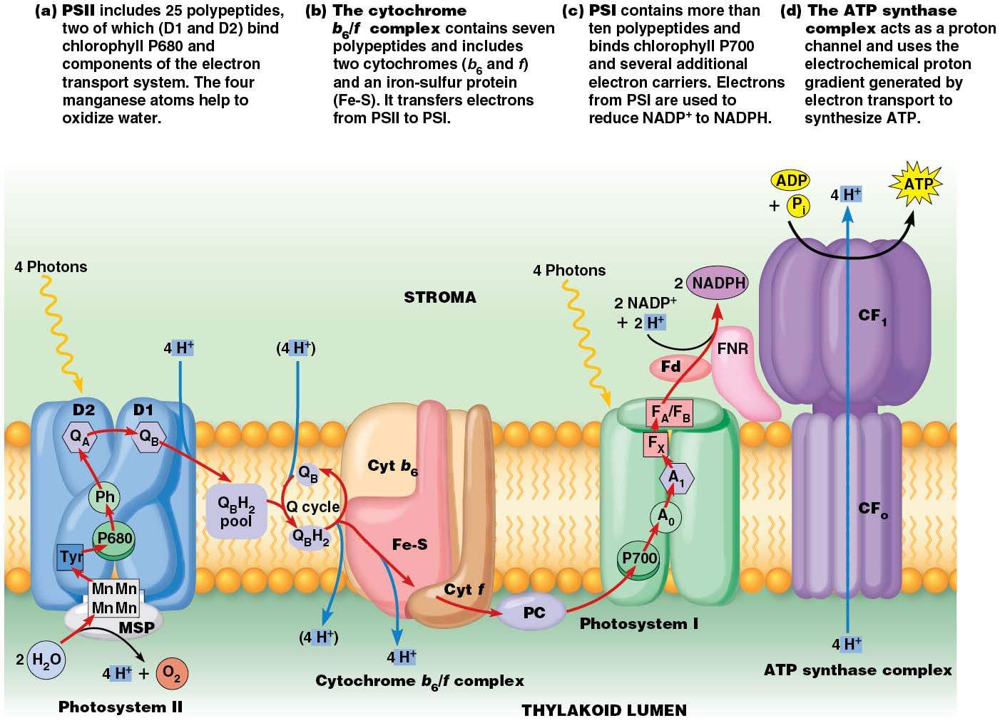 (a) PSII includes 25 polypeptides,
two of which (D1 and D2) bind
chlorophyll P680 and
components of the electron
transport system. The four
manganese atoms help to
oxidize water.
(b) The cytochrome
b6/f complex contains seven
polypeptides and includes
two cytochromes (b6 and f)
and an iron-sulfur protein
(Fe-S). It transfers electrons
from PSII to PSI.
(c) PSI contains more than
ten polypeptides and
binds chlorophyll P700
and several additional
electron carriers. Electrons
from PSI are used to
reduce NADP+ to NADPH.
(d) The ATP synthase
complex acts as a proton
channel and uses the
electrochemical proton
gradient generated by
electron transport to
synthesize ATP.
ADP
+ Pi
4 H+
ATP
4 Photons
STROMA
4 Photons
2 NADPH
2 NADP+
+ 2 H+
CF1
4 H+
(4 H+)
FNR
Fd
D2
D1
QA
QB
FA/FB
FX
Cyt b6
QB
A1
Ph
QBH2
pool
Q cycle
A0
CFo
QBH2
P680
Fe-S
Tyr
P700
Mn Mn
Mn Mn
Cyt f
PC
MSP
Photosystem I
(4 H+)
4 H+
4 H+
2 H2O
4 H+ + O2
Cytochrome b6/f complex
ATP synthase complex
Photosystem II
THYLAKOID LUMEN